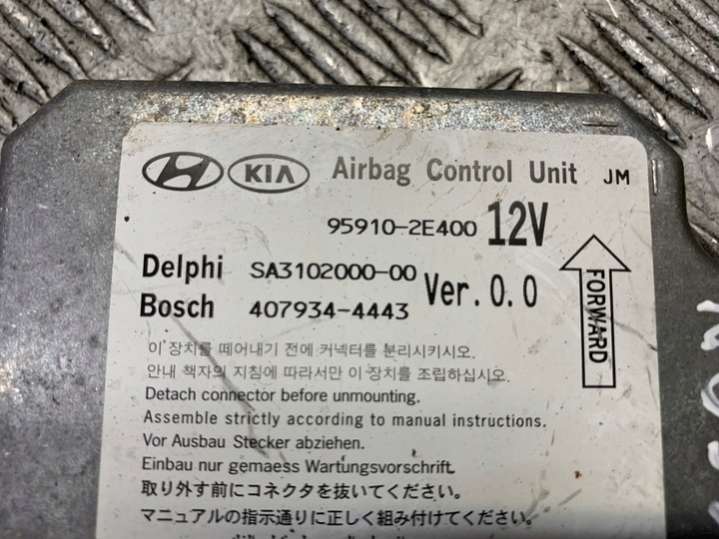 KIA Airbag Control Unit JM
95910-2E400 12V
Delphi SA3102000-00 Ver.0.0
Bosch 407934-4443
FORWARD
이 장치를 떼어내기 전에 커넥터를 분리시키시오.
안내 책자의 지침에 따라서만 이 장치를 조립하십시오.
Detach connector before unmounting.
Assemble strictly according to manual instructions.
Vor Ausbau Stecker abziehen.
Einbau nur gemaess Wartungsvorschrift.
取り外す前にコネクタを抜いてください。
マニュアルの指示通りに正しく組み付けてください。